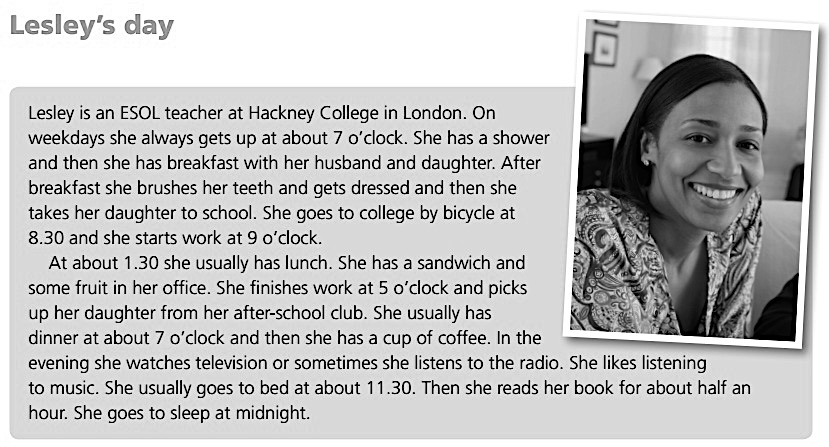 Lesley's day
Lesley is an ESOL teacher at Hackney College in London. On
weekdays she always gets up at about 7 o'clock. She has a shower
and then she has breakfast with her husband and daughter. After
breakfast she brushes her teeth and gets dressed and then she
takes her daughter to school. She goes to college by bicycle at
8.30 and she starts work at 9 o'clock.
At about 1.30 she usually has lunch. She has a sandwich and
some fruit in her office. She finishes work at 5 o'clock and picks
up her daughter from her after-school club. She usually has
dinner at about 7 o'clock and then she has a cup of coffee. In the
evening she watches television or sometimes she listens to the radio. She likes listening
to music. She usually goes to bed at about 11.30. Then she reads her book for about half an
hour. She goes to sleep at midnight.